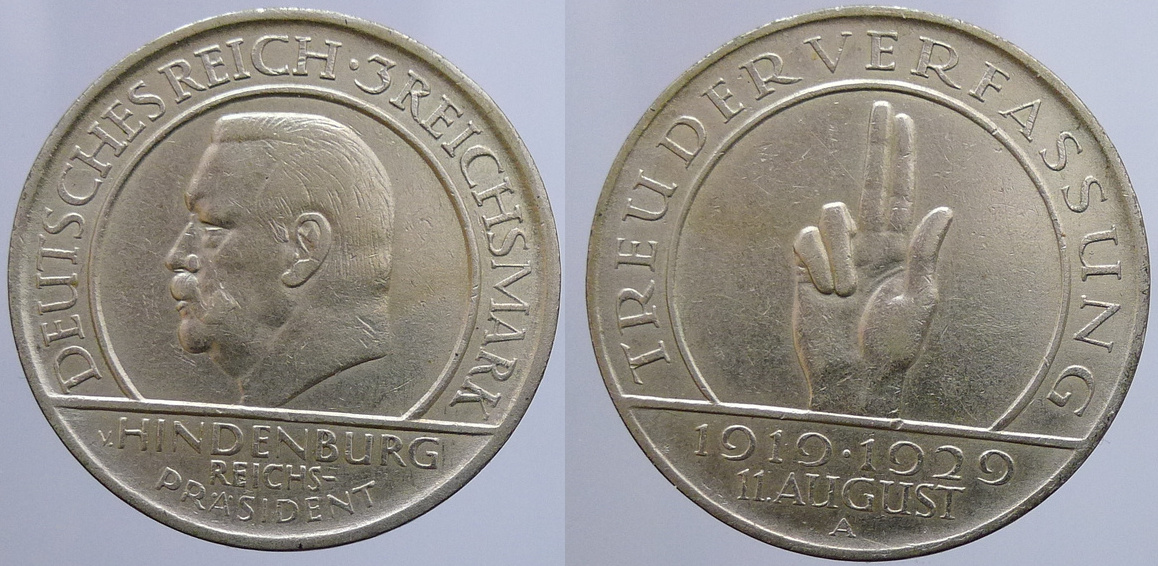 DEUTSCHES REICH · 3 REICHSMARK
v. HINDENBURG
REICHS-
PRÄSIDENT
TREU DER VERFASSUNG
1919 · 1929
11. AUGUST
A